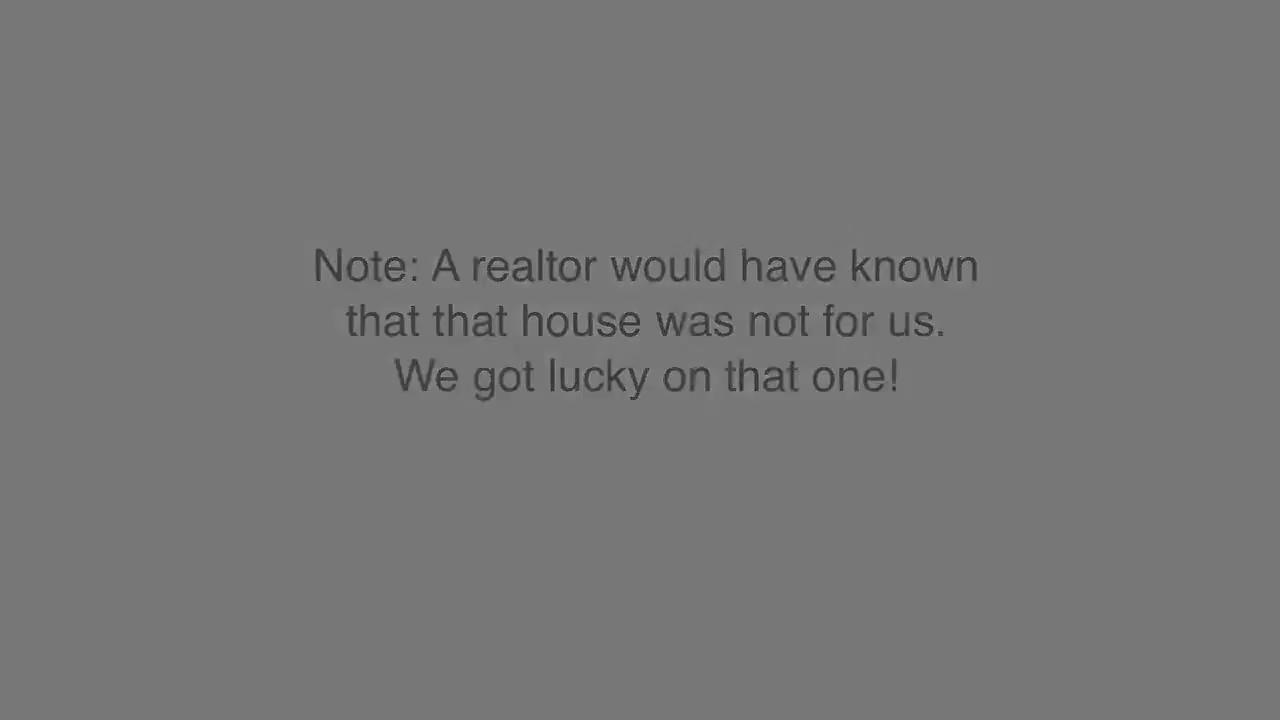 Note: A realtor would have known
that that house was not for us.
We got lucky on that one!